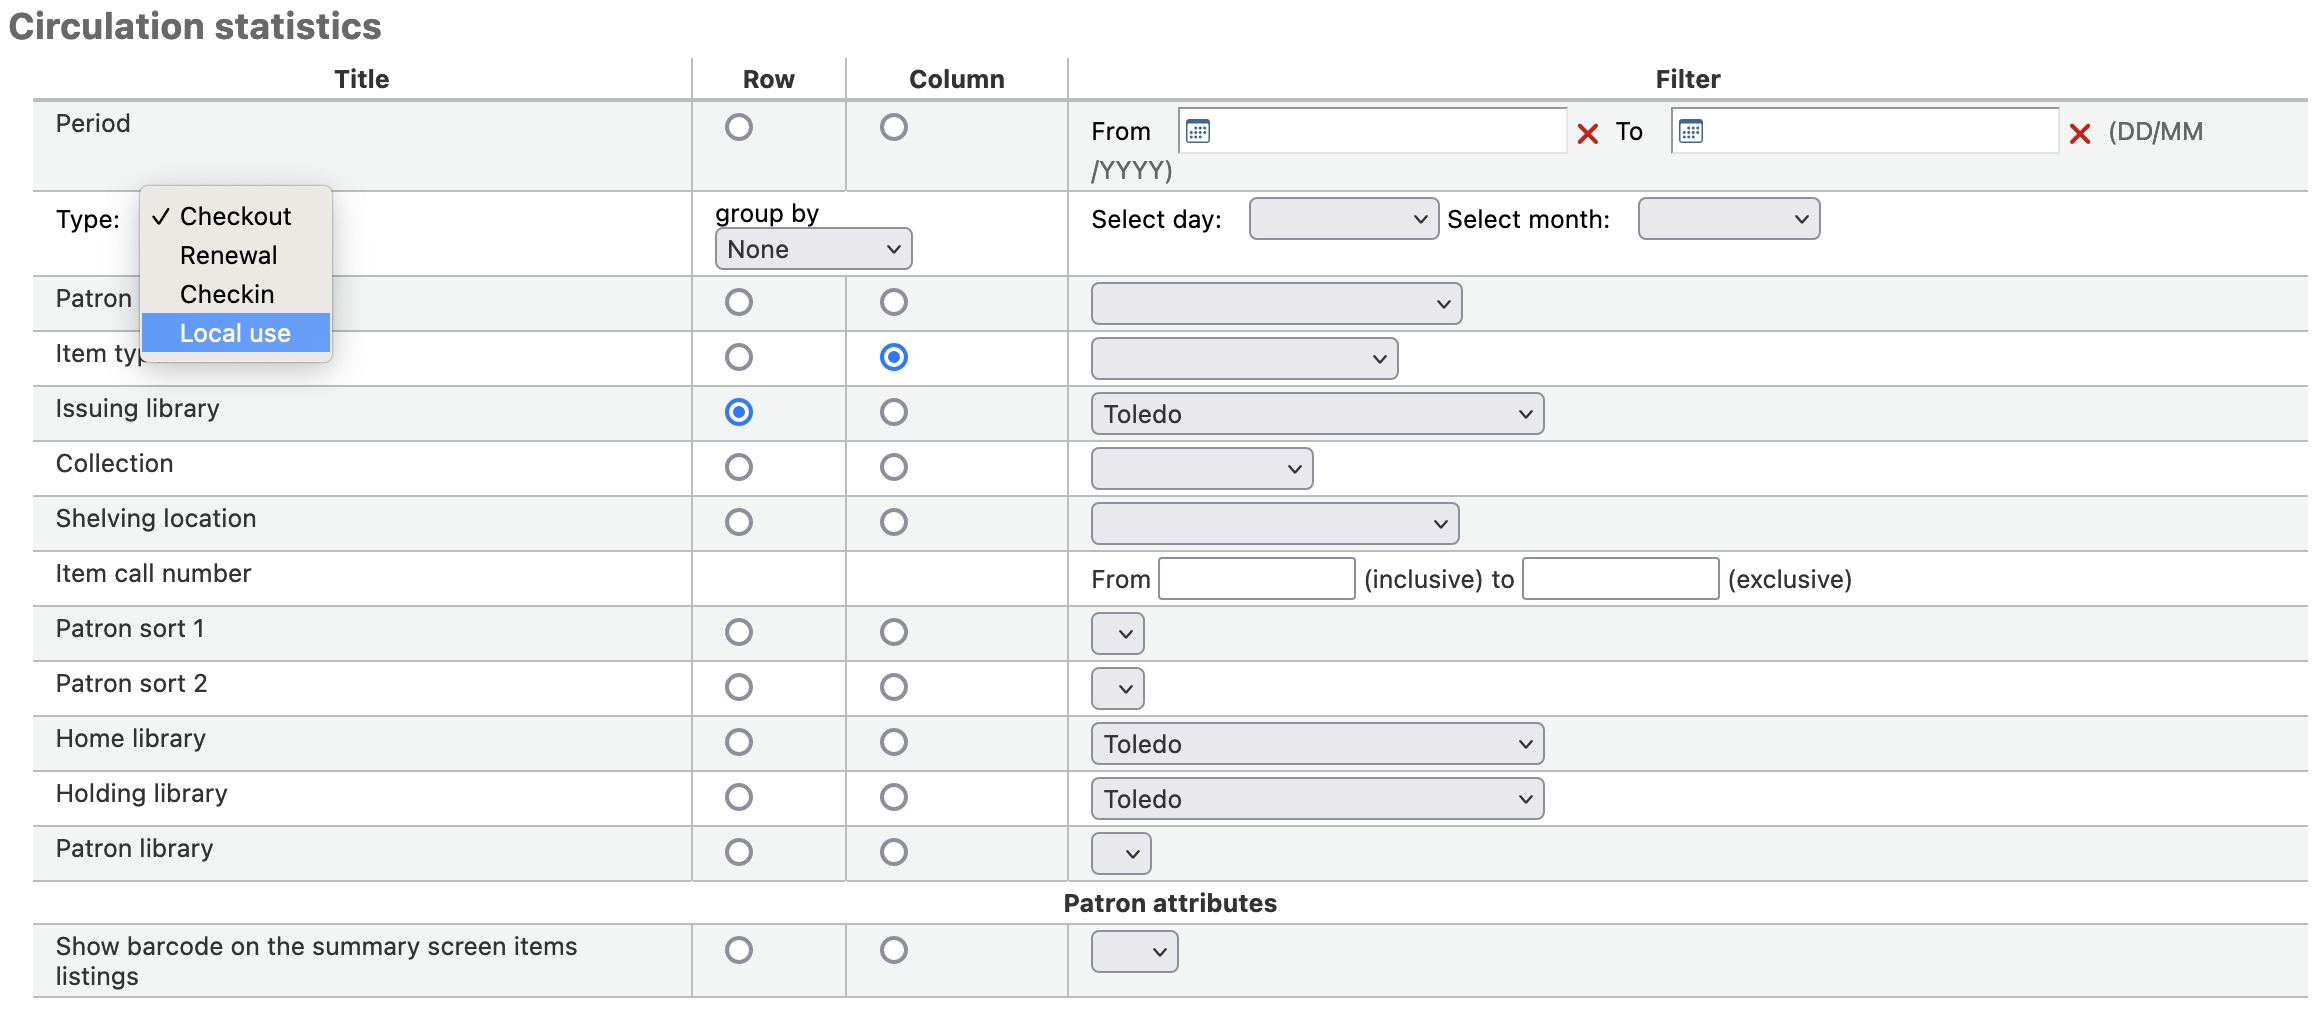 Circulation statistics
Title Row Column Filter
Period From To (DD/MM
/YYYY)
Type: ✓ Checkout group by Select day: Select month:
Renewal None
Checkin
Patron
Local use
Item typ
Issuing library Toledo
Collection
Shelving location
Item call number From (inclusive) to (exclusive)
Patron sort 1
Patron sort 2
Home library Toledo
Holding library Toledo
Patron library
Patron attributes
Show barcode on the summary screen items
listings